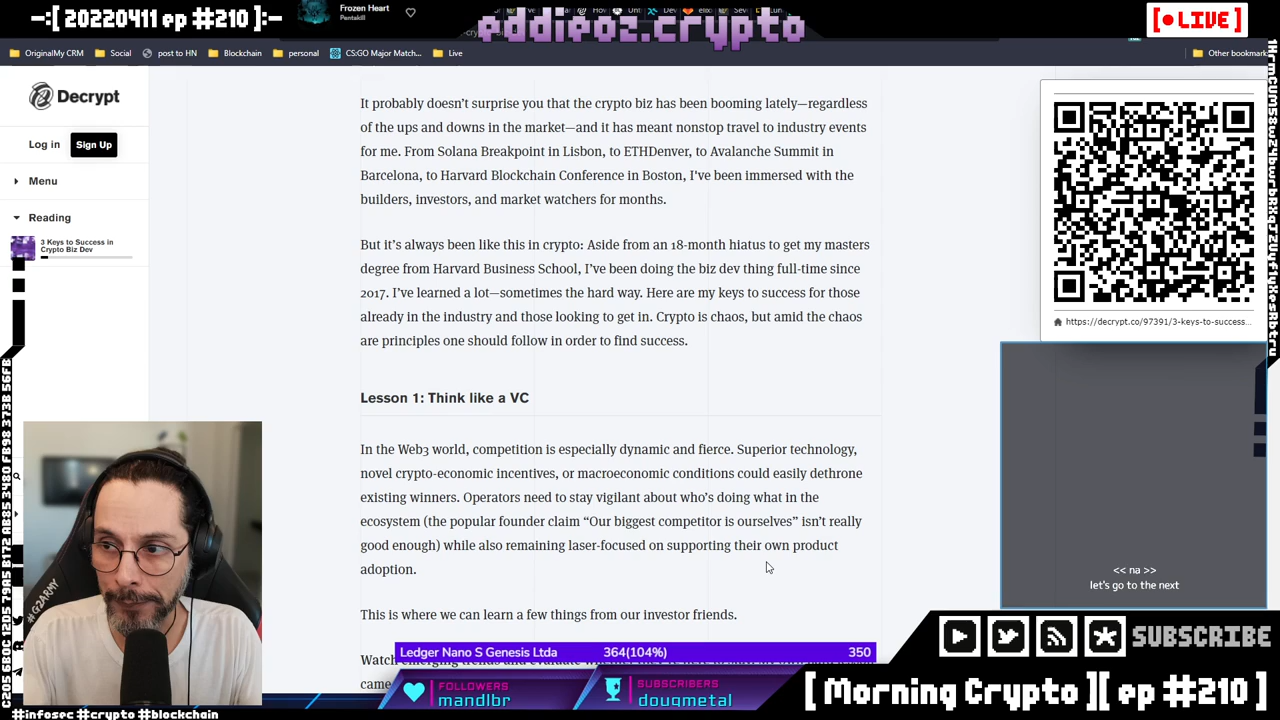 -:[ 20220411 ep #210 ]:-
Frozen Heart
Pentskill
eddieoz.crypto
[ ● LIVE ]
OriginalMy CRM
Social
post to HN
Blockchain
personal
CS:GO Major Match...
Live
Other bookmark
Decrypt
Log in
Sign Up
Menu
Reading
3 Keys to Success in
Crypto Biz Dev
It probably doesn't surprise you that the crypto biz has been booming lately—regardless
of the ups and downs in the market—and it has meant nonstop travel to industry events
for me. From Solana Breakpoint in Lisbon, to ETHDenver, to Avalanche Summit in
Barcelona, to Harvard Blockchain Conference in Boston, I've been immersed with the
builders, investors, and market watchers for months.
But it's always been like this in crypto: Aside from an 18-month hiatus to get my masters
degree from Harvard Business School, I've been doing the biz dev thing full-time since
2017. I've learned a lot—sometimes the hard way. Here are my keys to success for those
already in the industry and those looking to get in. Crypto is chaos, but amid the chaos
are principles one should follow in order to find success.
Lesson 1: Think like a VC
In the Web3 world, competition is especially dynamic and fierce. Superior technology,
novel crypto-economic incentives, or macroeconomic conditions could easily dethrone
existing winners. Operators need to stay vigilant about who's doing what in the
ecosystem (the popular founder claim “Our biggest competitor is ourselves” isn't really
good enough) while also remaining laser-focused on supporting their own product
adoption.
This is where we can learn a few things from our investor friends.
came
https://decrypt.co/97391/3-keys-to-success...
<< na >>
let's go to the next
#CG2ARMY
Ledger Nano S Genesis Ltda 364(104%) 350
FOLLOWERS
mandlbr
SUBSCRIBERS
dougmetal
SUBSCRIBE
[ Morning Crypto ][ ep #210 ]
#infosec #crypto #blockchain